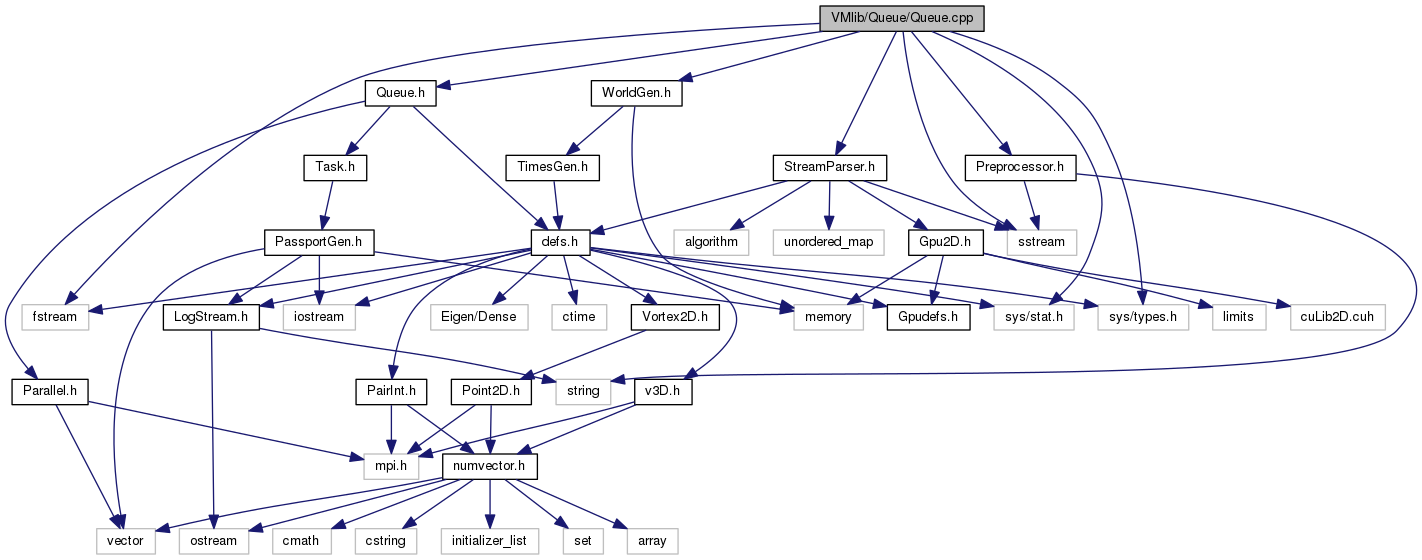 VMlib/Queue/Queue.cpp
Queue.h
WorldGen.h
Task.h
TimesGen.h
StreamParser.h
Preprocessor.h
PassportGen.h
defs.h
algorithm
unordered_map
Gpu2D.h
sstream
fstream
LogStream.h
iostream
Eigen/Dense
ctime
Vortex2D.h
memory
Gpudefs.h
sys/stat.h
sys/types.h
limits
cuLib2D.cuh
Parallel.h
PairInt.h
Point2D.h
string
v3D.h
mpi.h
numvector.h
vector
ostream
cmath
cstring
initializer_list
set
array